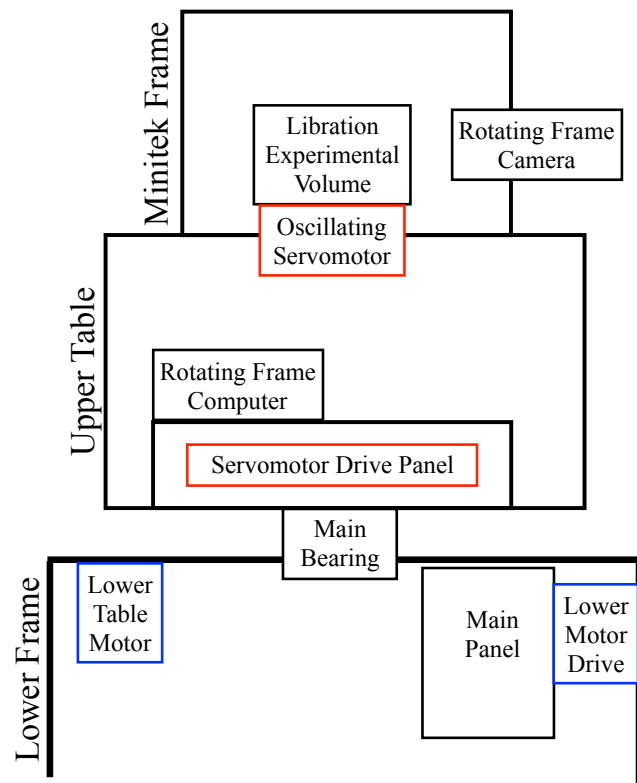 Minitek Frame
Libration
Experimental
Volume
Rotating Frame
Camera
Oscillating
Servomotor
Upper Table
Rotating Frame
Computer
Servomotor Drive Panel
Main
Bearing
Lower Frame
Lower
Table
Motor
Main
Panel
Lower
Motor
Drive